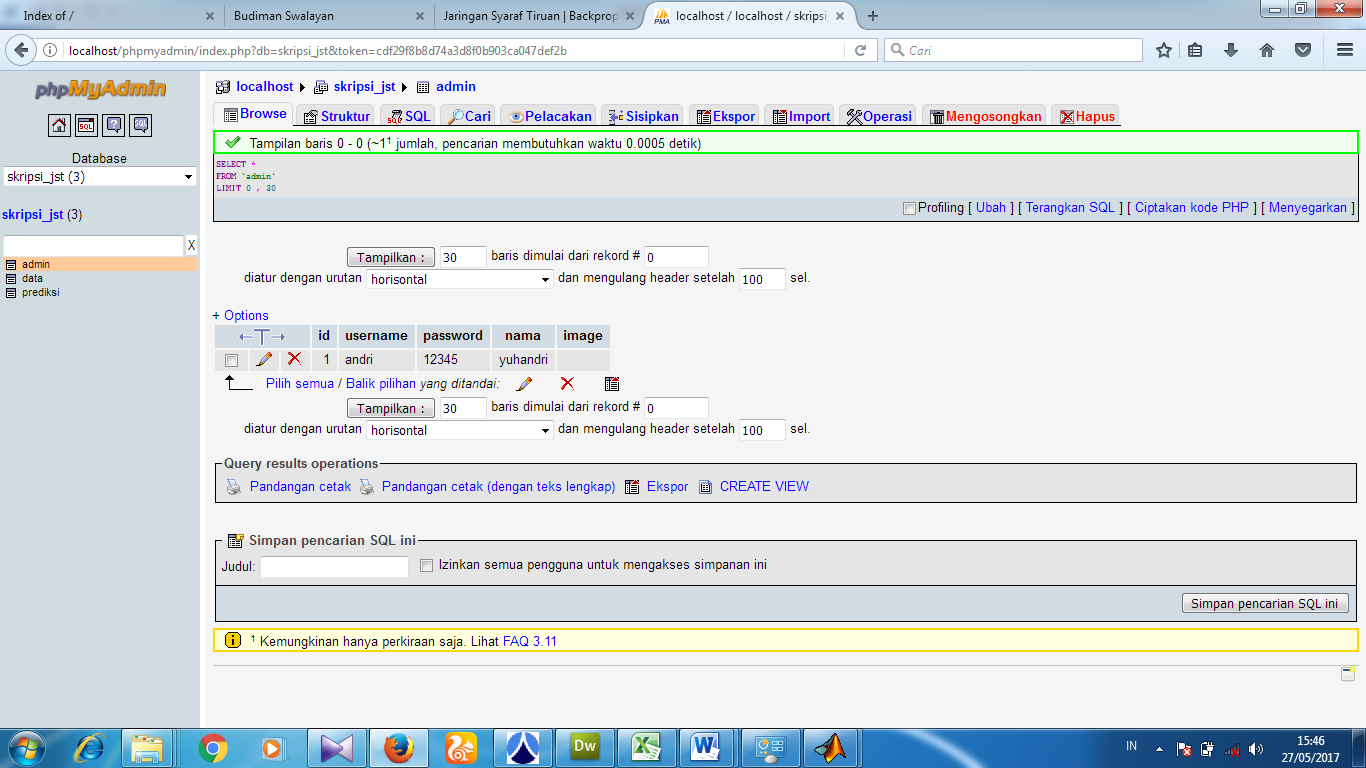 Index of /
Budiman Swalayan
Jaringan Syaraf Tiruan | Backprop
localhost / localhost / skripsi_
localhost/phpmyadmin/index.php?db=skripsi_jst&token=cdf29f8b8d74a3d8f0b903ca047def2b
Cari
phpMyAdmin
localhost
skripsi_jst
admin
Browse
Struktur
SQL
Cari
Pelacakan
Sisipkan
Ekspor
Import
Operasi
Mengosongkan
Hapus
Database
skripsi_jst (3)
skripsi_jst (3)
X
admin
data
prediksi
Tampilan baris 0 - 0 (~1¹ jumlah, pencarian membutuhkan waktu 0.0005 detik)
SELECT *
FROM `admin`
LIMIT 0 , 30
Profiling [ Ubah ] [ Terangkan SQL ] [ Ciptakan kode PHP ] [ Menyegarkan ]
Tampilkan : 30 baris dimulai dari rekord # 0
diatur dengan urutan horisontal dan mengulang header setelah 100 sel.
+ Options
←T→ id username password nama image
1 andri 12345 yuhandri
Pilih semua / Balik pilihan yang ditandai:
Tampilkan : 30 baris dimulai dari rekord # 0
diatur dengan urutan horisontal dan mengulang header setelah 100 sel.
Query results operations
Pandangan cetak Pandangan cetak (dengan teks lengkap) Ekspor CREATE VIEW
Simpan pencarian SQL ini
Judul: Izinkan semua pengguna untuk mengakses simpanan ini
Simpan pencarian SQL ini
¹ Kemungkinan hanya perkiraan saja. Lihat FAQ 3.11
Dw
IN
15:46
27/05/2017